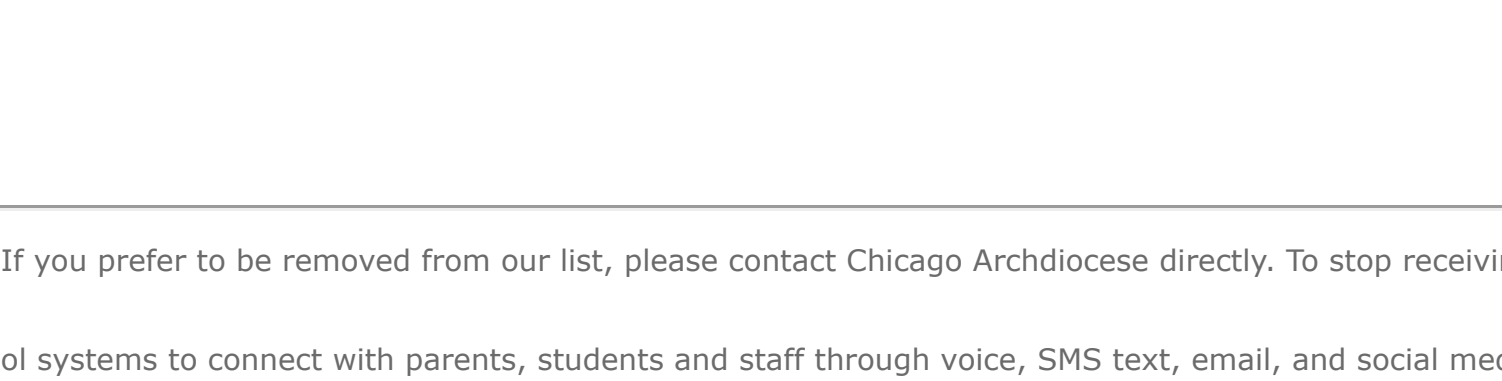 If you prefer to be removed from our list, please contact Chicago Archdiocese directly. To stop
systems to connect with parents, students and staff through voice, SMS text, email, and social